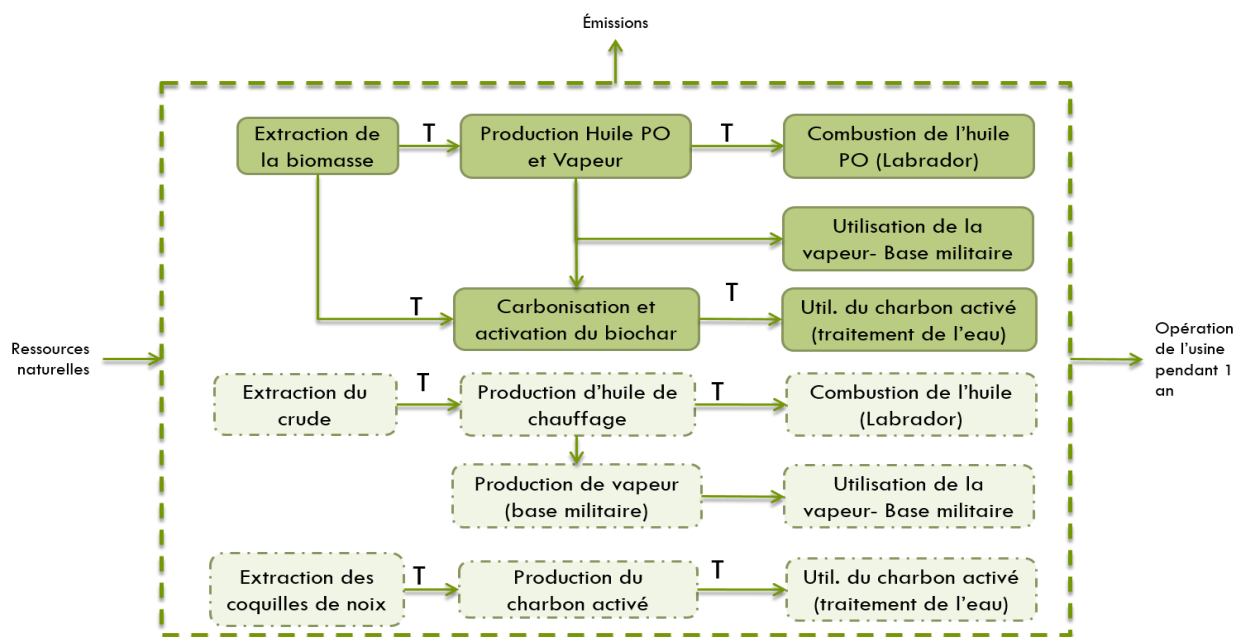 Émissions
Extraction de
la biomasse
T
Production Huile PO
et Vapeur
T
Combustion de l'huile
PO (Labrador)
Utilisation de la
vapeur- Base militaire
T
Carbonisation et
activation du biochar
T
Util. du charbon activé
(traitement de l'eau)
Ressources
naturelles
Opération
de l'usine
pendant 1
an
Extraction du
crude
T
Production d'huile de
chauffage
T
Combustion de l'huile
(Labrador)
Production de vapeur
(base militaire)
Utilisation de la
vapeur- Base militaire
Extraction des
coquilles de noix
T
Production du
charbon activé
T
Util. du charbon activé
(traitement de l'eau)